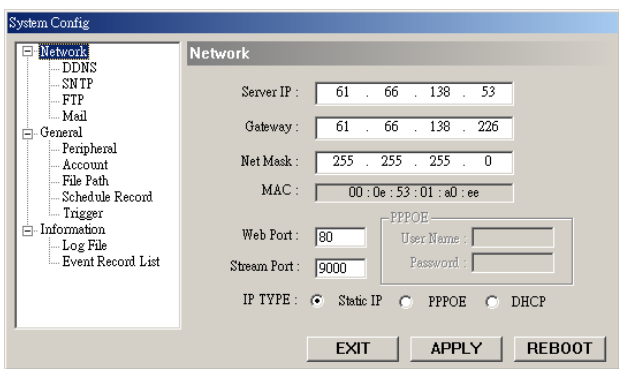 System Config
Network
DDNS
SNTP
FTP
Mail
General
Peripheral
Account
File Path
Schedule Record
Trigger
Information
Log File
Event Record List
Network
Server IP : 61 . 66 . 138 . 53
Gateway : 61 . 66 . 138 . 226
Net Mask : 255 . 255 . 255 . 0
MAC : 00 : 0e : 53 : 01 : a0 : ee
Web Port : 80
Stream Port : 9000
PPPOE
User Name :
Password :
IP TYPE : Static IP PPPOE DHCP
EXIT APPLY REBOOT